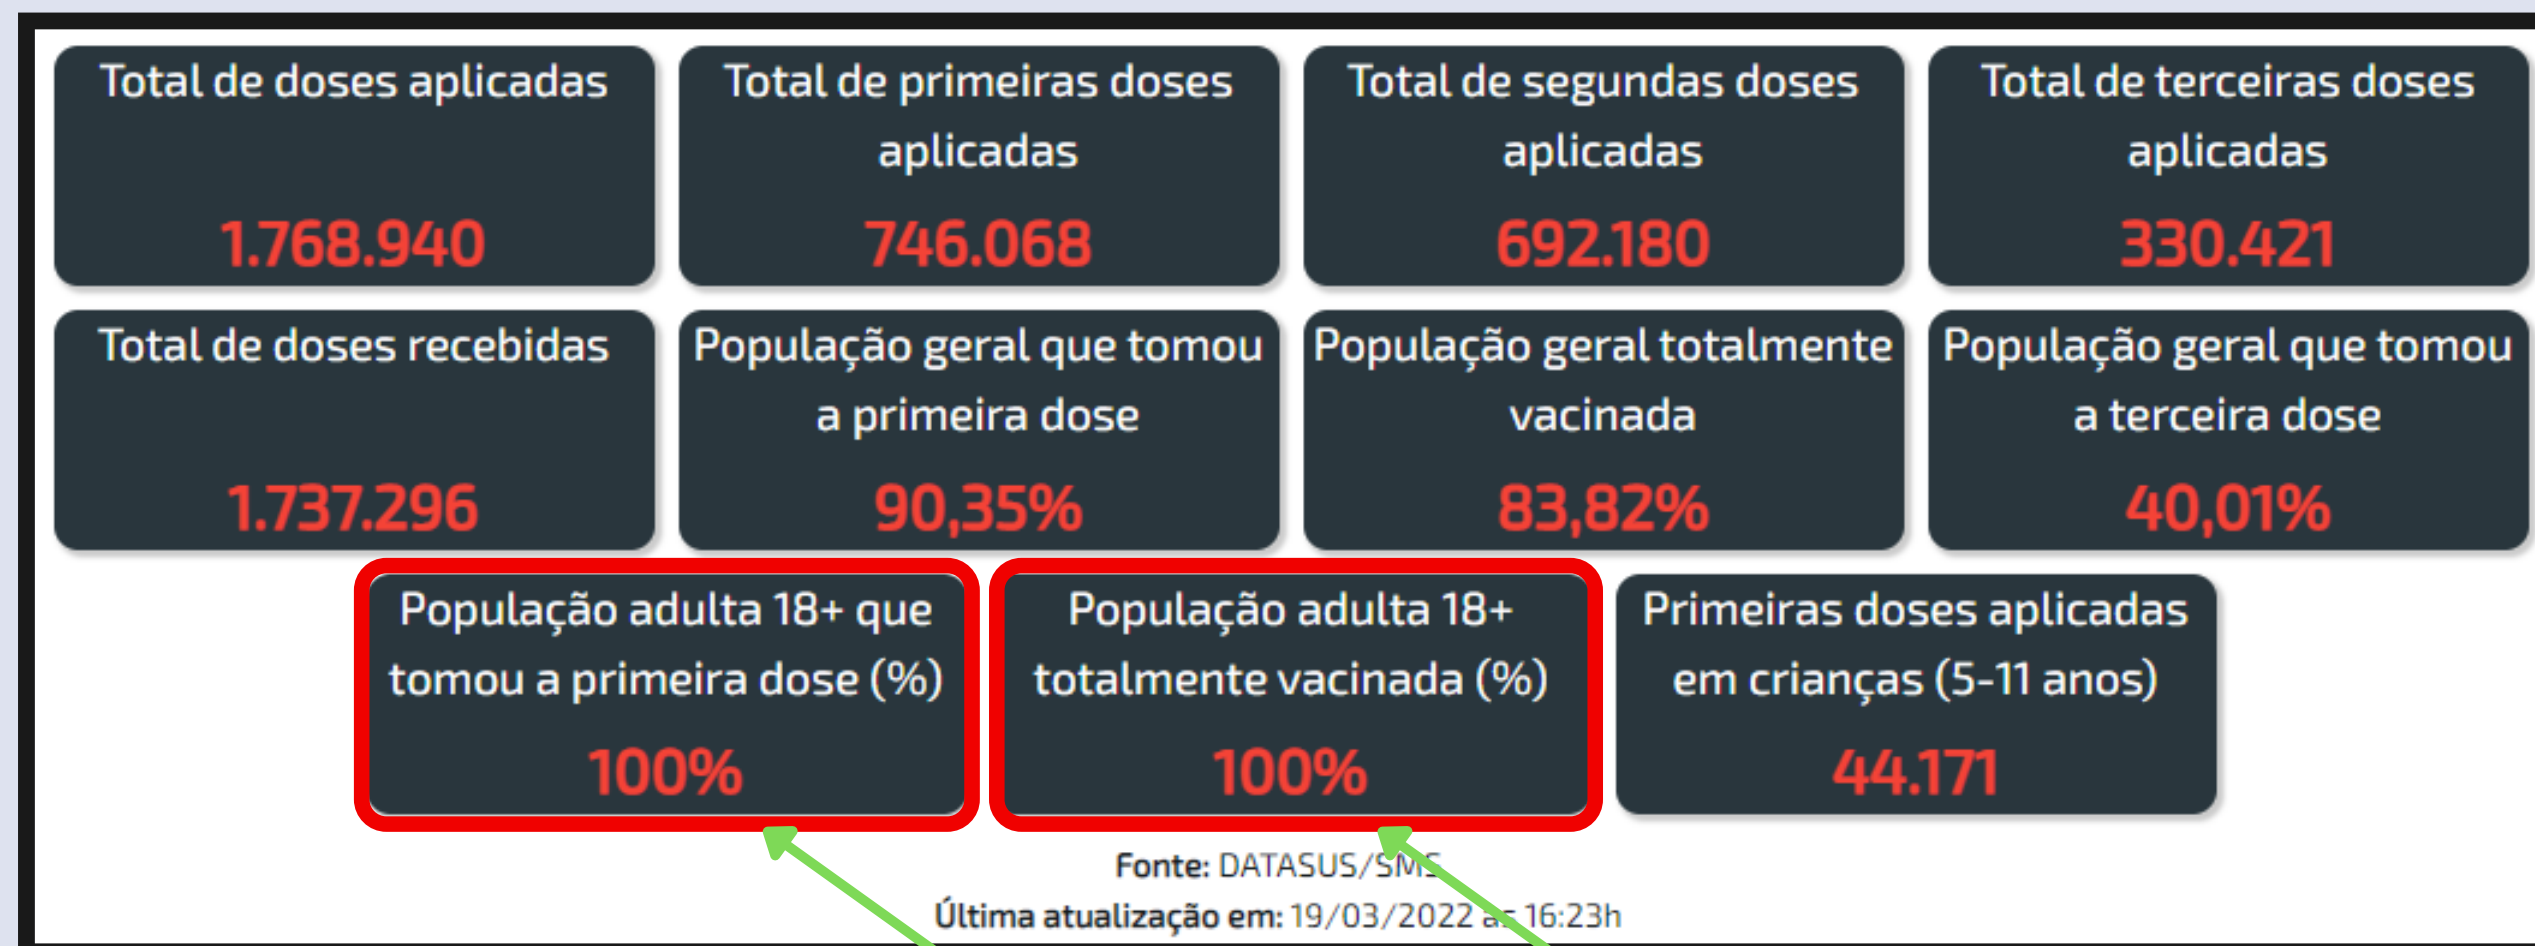 Total de doses aplicadas
1.768.940
Total de primeiras doses
aplicadas
746.068
Total de segundas doses
aplicadas
692.180
Total de terceiras doses
aplicadas
330.421
Total de doses recebidas
1.737.296
População geral que tomou
a primeira dose
90,35%
População geral totalmente
vacinada
83,82%
População geral que tomou
a terceira dose
40,01%
População adulta 18+ que
tomou a primeira dose (%)
100%
População adulta 18+
totalmente vacinada (%)
100%
Primeiras doses aplicadas
em crianças (5-11 anos)
44.171
Fonte: DATASUS/SMS
Última atualização em: 19/03/2022 às 16:23h